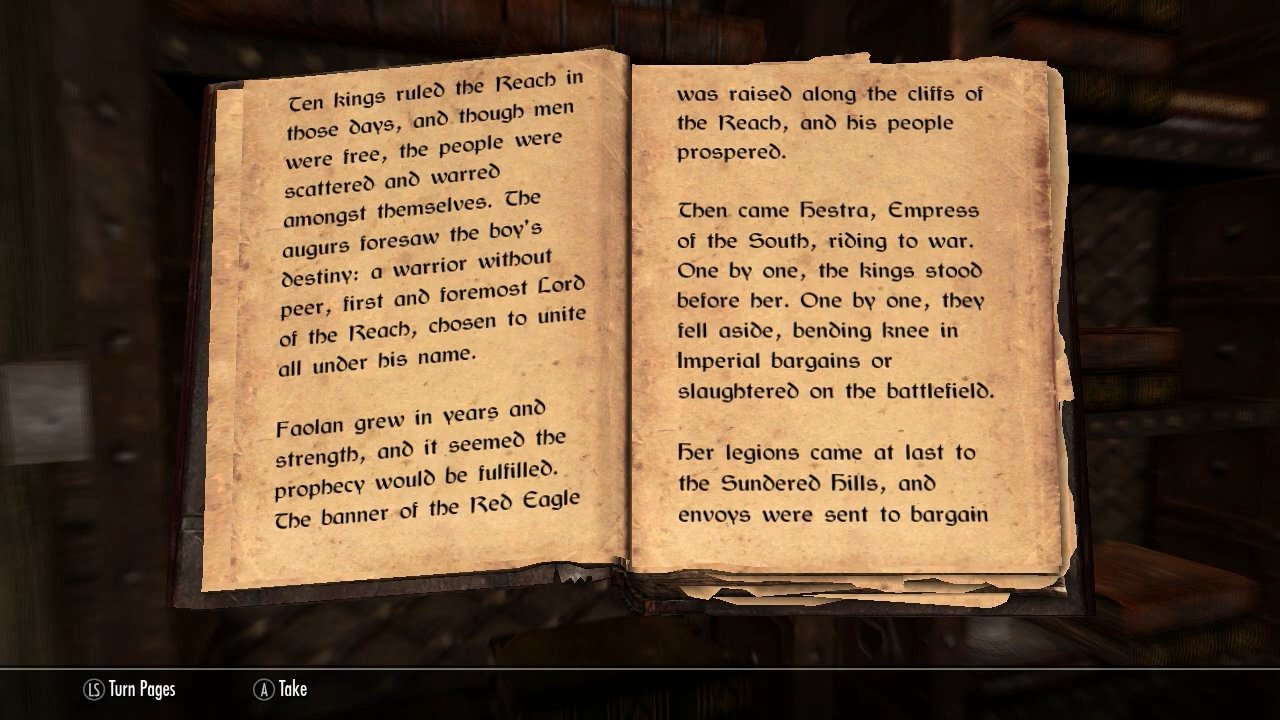 Ten kings ruled the Reach in
those days, and though men
were free, the people were
scattered and warred
amongst themselves. The
augurs foresaw the boy's
destiny: a warrior without
peer, first and foremost Lord
of the Reach, chosen to unite
all under his name.
Faolan grew in years and
strength, and it seemed the
prophecy would be fulfilled.
The banner of the Red Eagle
was raised along the cliffs of
the Reach, and his people
prospered.
Then came Hestra, Empress
of the South, riding to war.
One by one, the kings stood
before her. One by one, they
fell aside, bending knee in
Imperial bargains or
slaughtered on the battlefield.
Her legions came at last to
the Sundered Hills, and
envoys were sent to bargain
LS Turn Pages
A Take